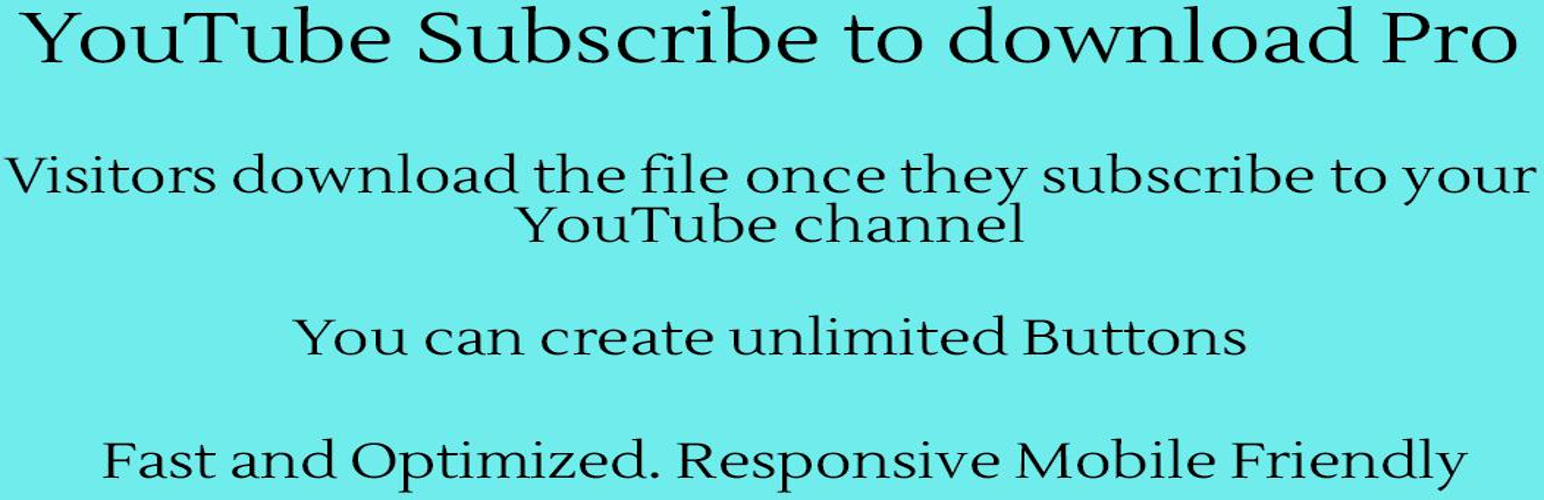 YouTube Subscribe to download Pro
Visitors download the file once they subscribe to your
YouTube channel
You can create unlimited Buttons
Fast and Optimized. Responsive Mobile Friendly